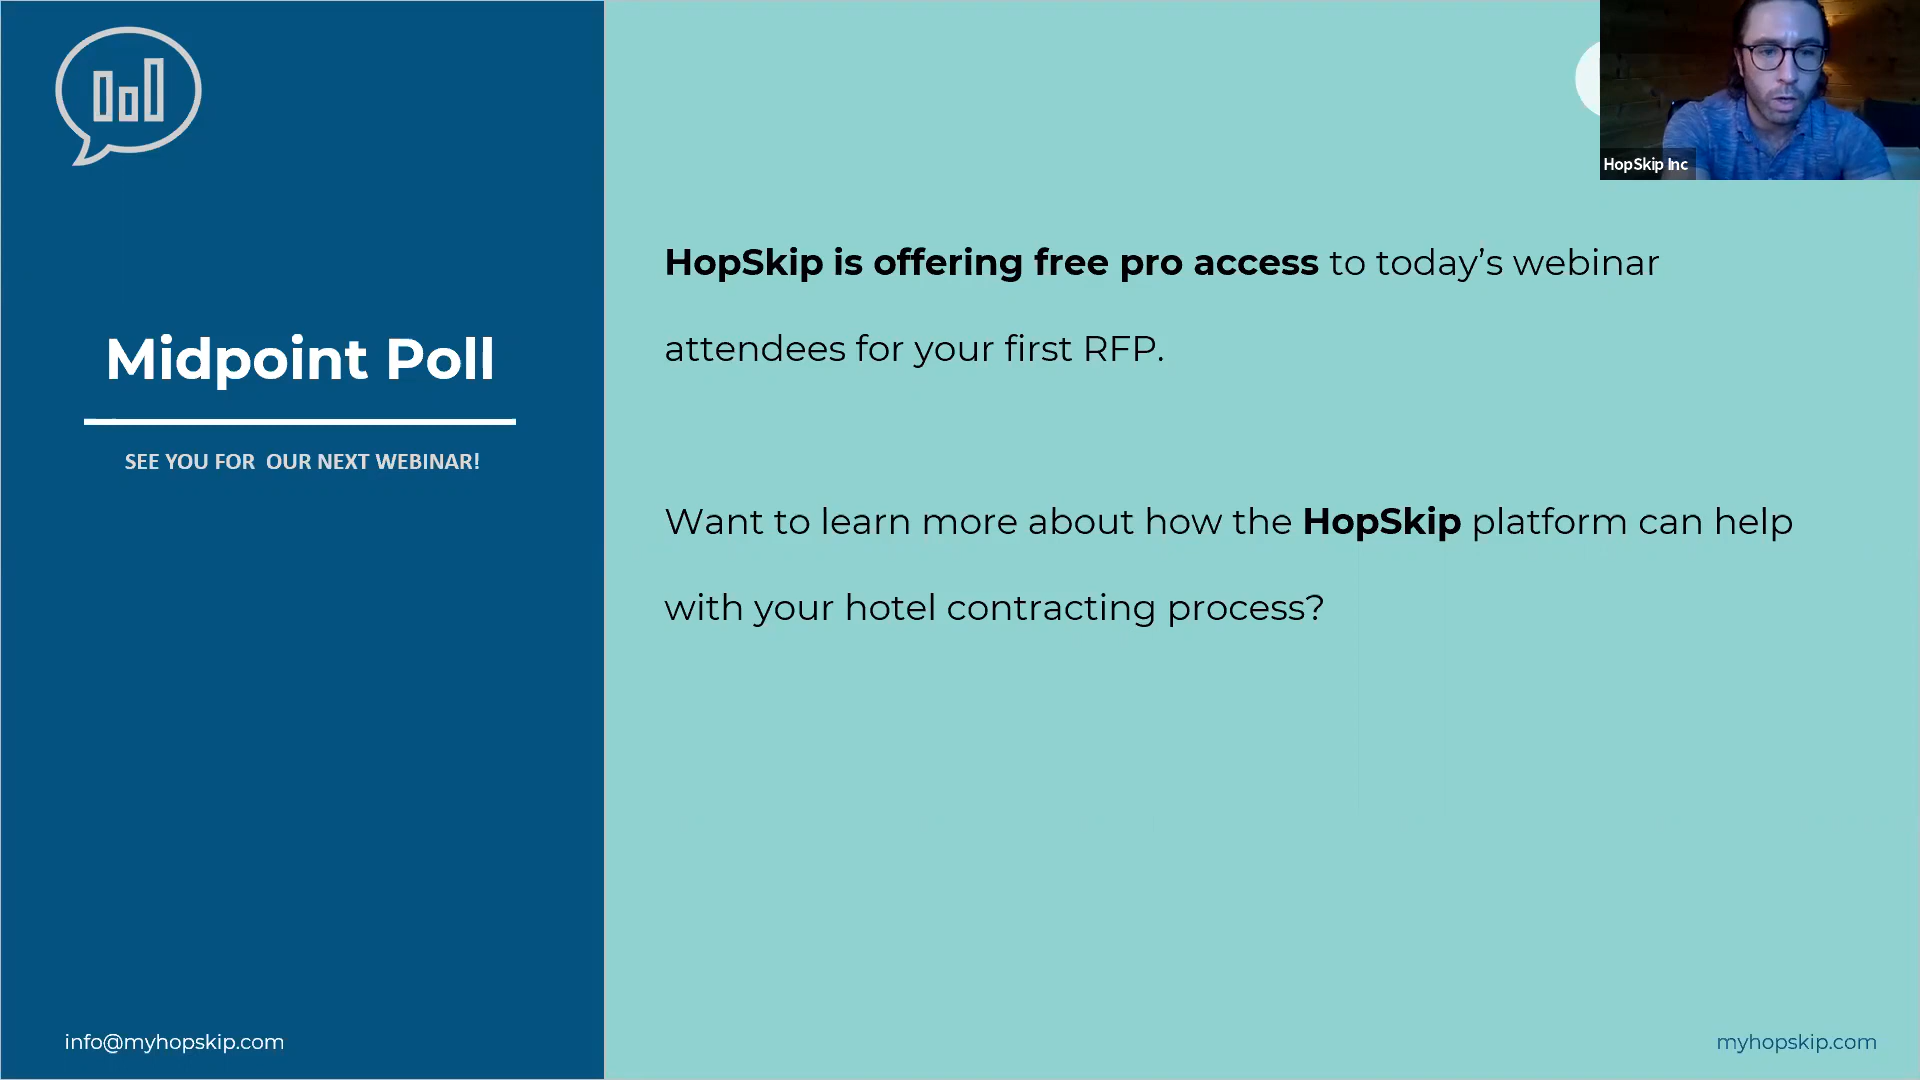 Midpoint Poll
SEE YOU FOR  OUR NEXT WEBINAR!
info@myhopskip.com
HopSkip is offering free pro access to today’s webinar
attendees for your first RFP.
Want to learn more about how the HopSkip platform can help
with your hotel contracting process?
HopSkip Inc
myhopskip.com